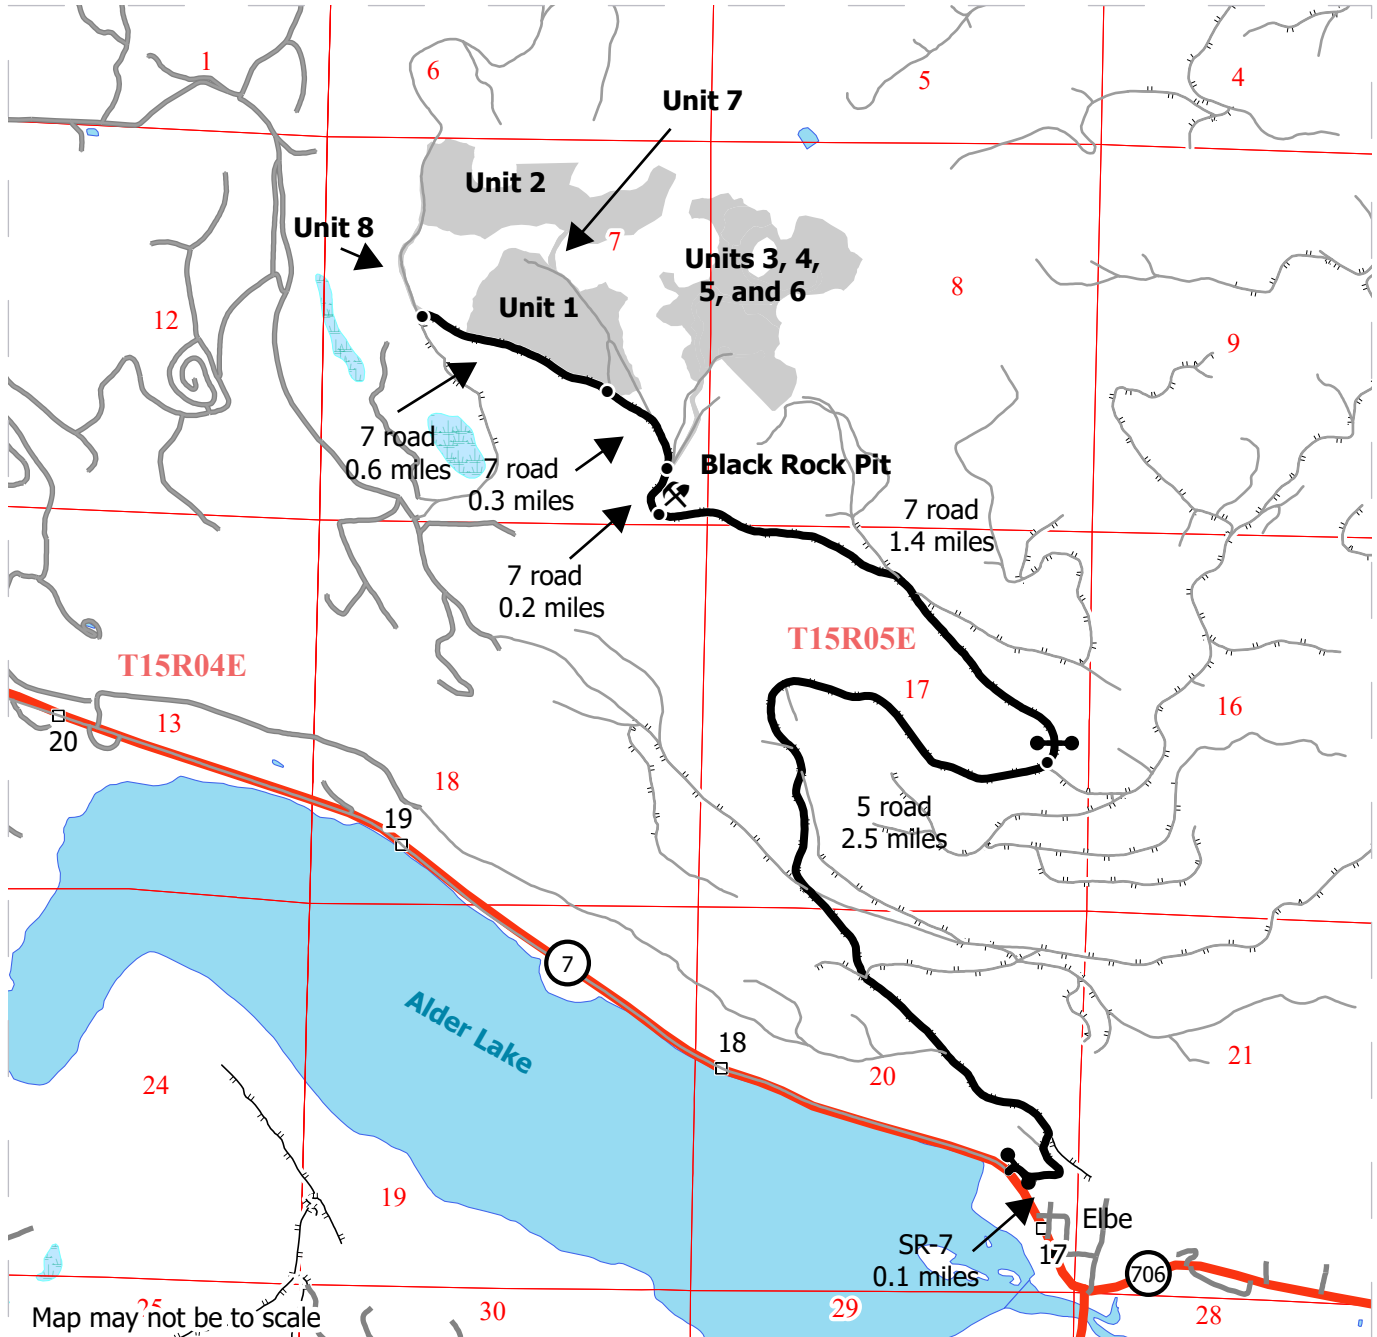 1
6
5
4
Unit 7
Unit 2
Unit 8
7
Units 3, 4,
5, and 6
8
Unit 1
12
9
7 road
0.6 miles
7 road
0.3 miles
Black Rock Pit
7 road
1.4 miles
7 road
0.2 miles
T15R04E
T15R05E
17
13
16
20
18
19
5 road
2.5 miles
7
Alder Lake
18
20
21
24
19
Elbe
SR-7
0.1 miles
17
706
25
30
29
28
Map may not be to scale